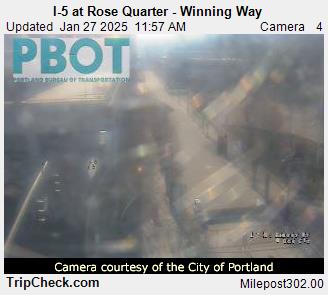 I-5 at Rose Quarter - Winning Way
Updated Jan 27 2025 11:57 AM Camera 4
PBOT
PORTLAND BUREAU OF TRANSPORTATION
Camera courtesy of the City of Portland
TripCheck.com Milepost302.00